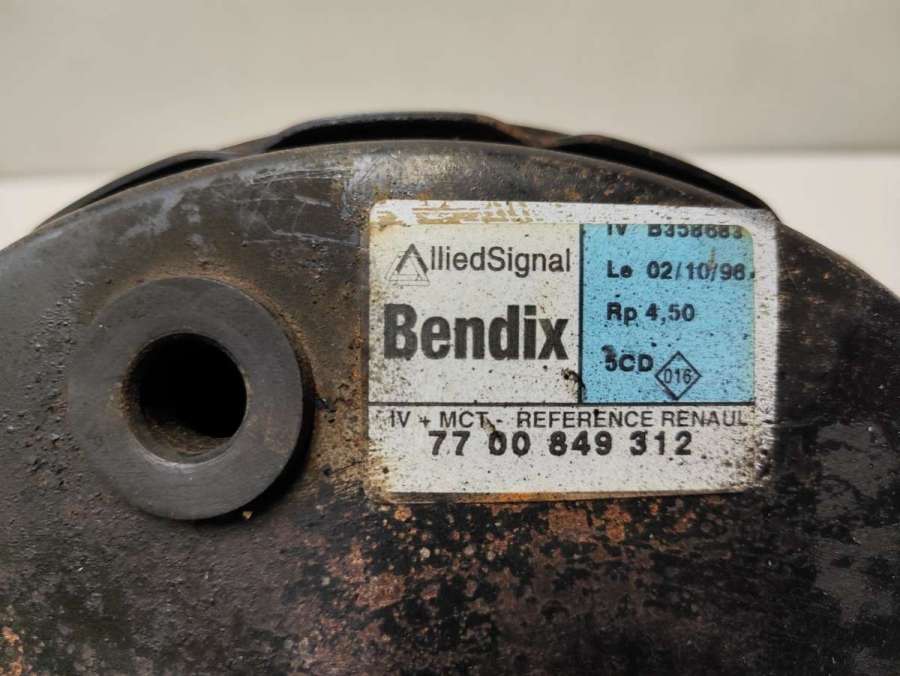 AlliedSignal
Bendix
IV B358683
Le 02/10/98
Rp 4,50
5CD 016
IV + MCT - REFERENCE RENAUL
77 00 849 312